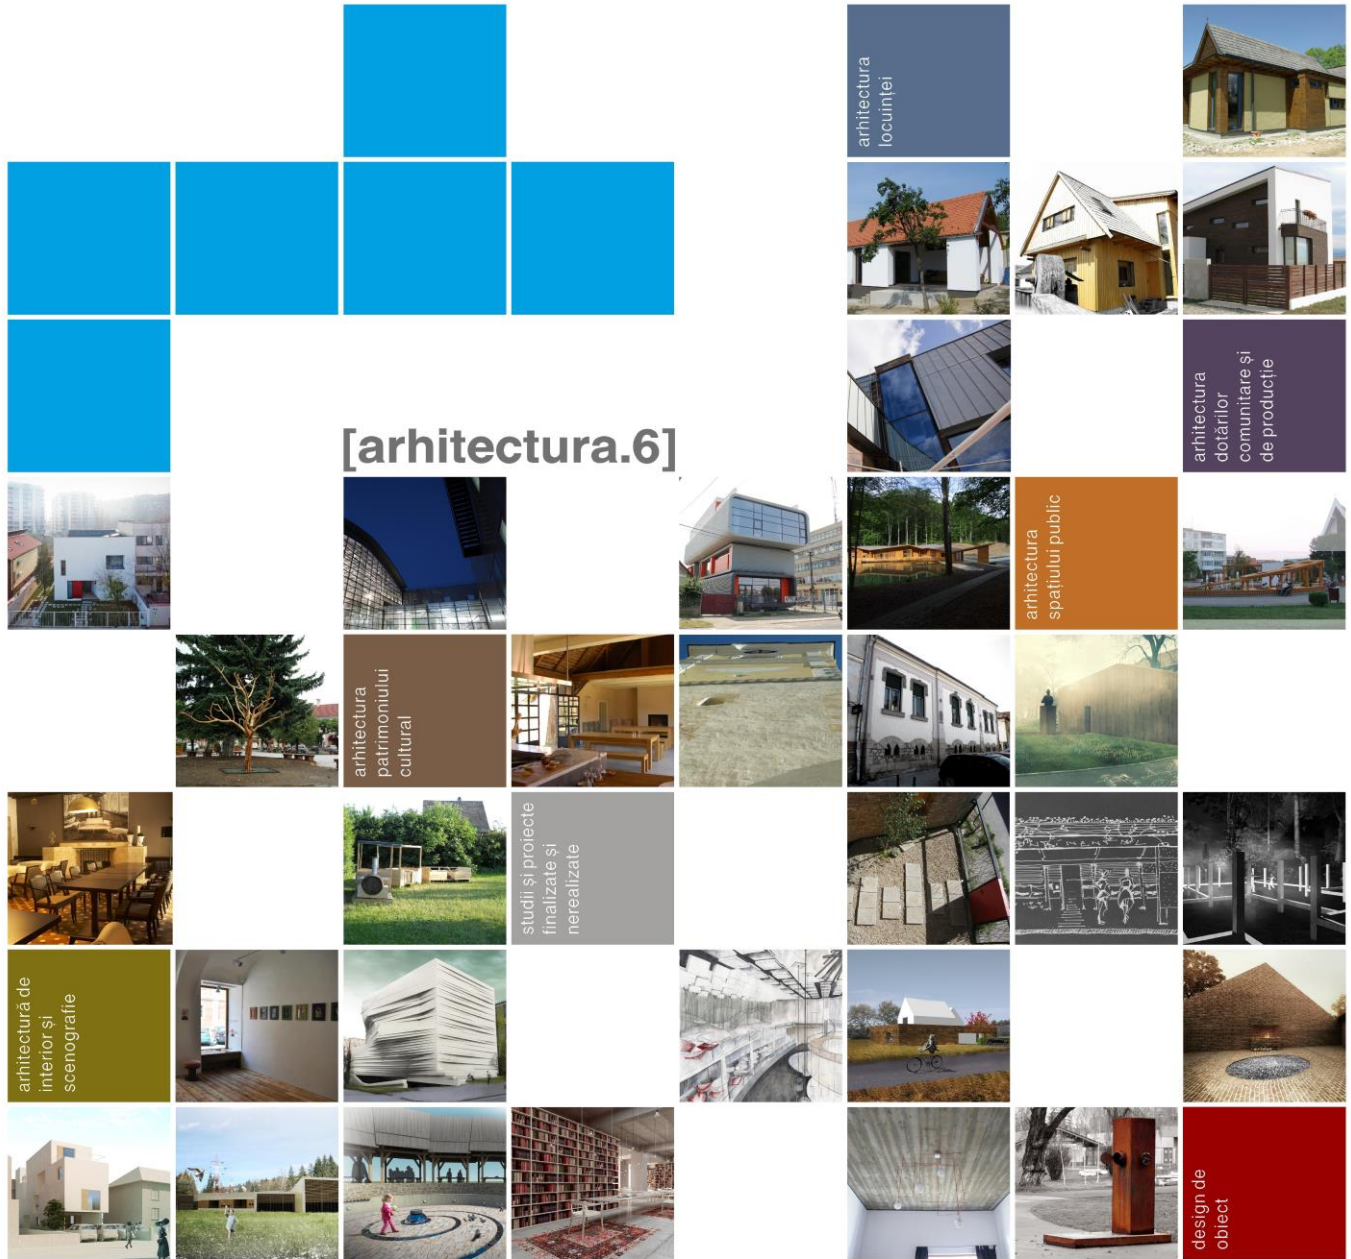 arhitectura
locuinței
arhitectura
dotărilor
comunitare și
de producție
[arhitectura.6]
arhitectura
spațiului public
arhitectura
patrimoniului
cultural
studii și proiecte
finalizate și
nerealizate
arhitectură de
interior și
scenografie
design de
obiect